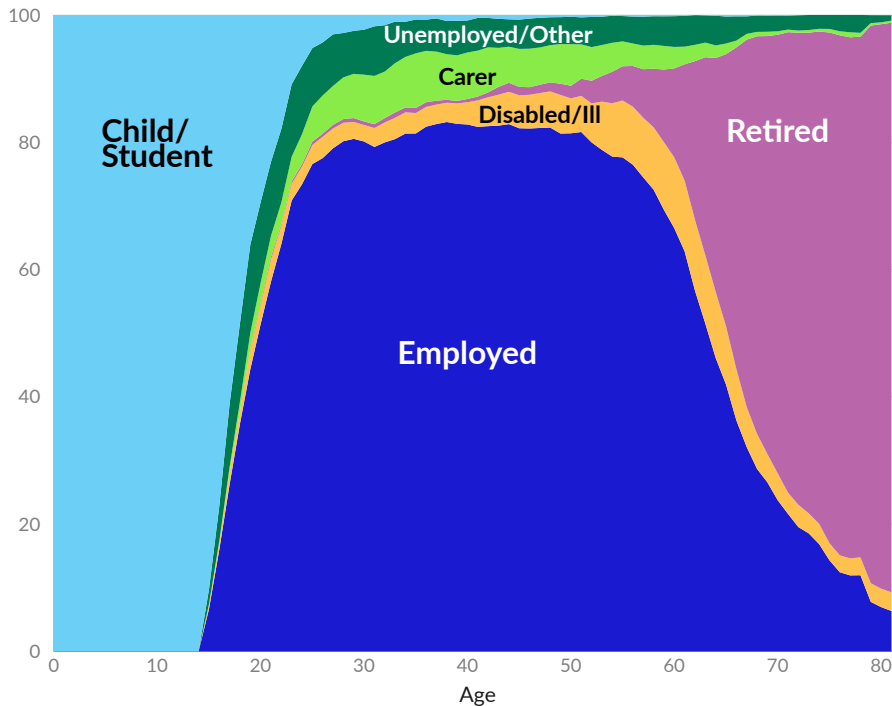 100
Unemployed/Other
Carer
Disabled/Ill
Child/
Student
Retired
80
60
Employed
40
20
0
0 10 20 30 40 50 60 70 80
Age